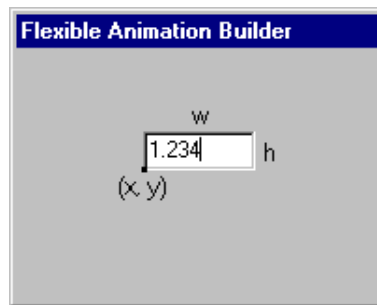 Flexible Animation Builder
w
1.234
h
(x, y)